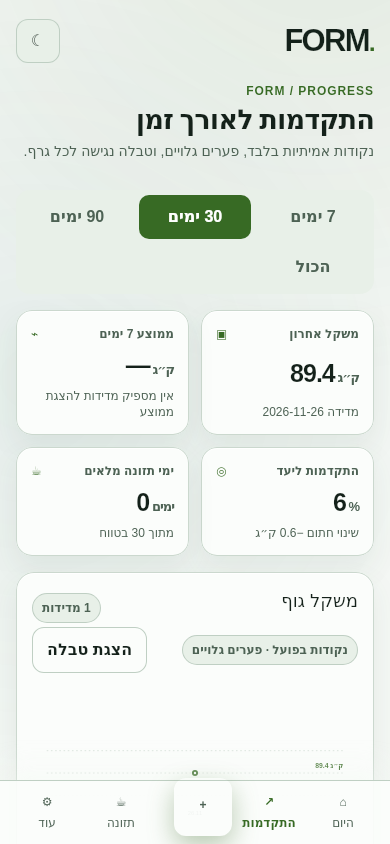 FORM.
FORM / PROGRESS
התקדמות לאורך זמן
נקודות אמיתיות בלבד, פערים גלויים, וטבלה נגישה לכל גרף.
7 ימים
30 ימים
90 ימים
הכול
משקל אחרון
89.4 ק״ג
מדידה 2026-11-26
ממוצע 7 ימים
— ק״ג
אין מספיק מדידות להצגת
ממוצע
התקדמות ליעד
6 %
שינוי חתום −0.6 ק״ג
ימי תזונה מלאים
0 ימים
מתוך 30 בטווח
משקל גוף
1 מדידות
נקודות בפועל · פערים גלויים
הצגת טבלה
89.4 ק״ג
היום
התקדמות
+
תזונה
עוד